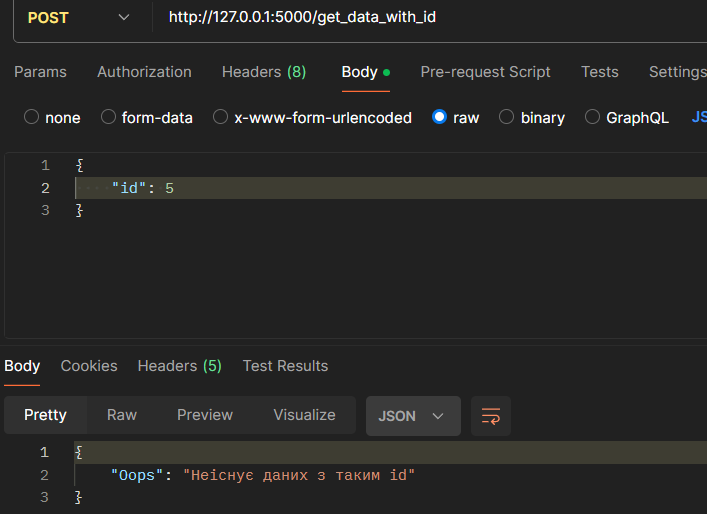 POST http://127.0.0.1:5000/get_data_with_id
Params Authorization Headers (8) Body Pre-request Script Tests Settings
none form-data x-www-form-urlencoded raw binary GraphQL JS
1 {
2 "id": 5
3 }
Body Cookies Headers (5) Test Results
Pretty Raw Preview Visualize JSON
1 {
2 "Oops": "Неіснує даних з таким id"
3 }